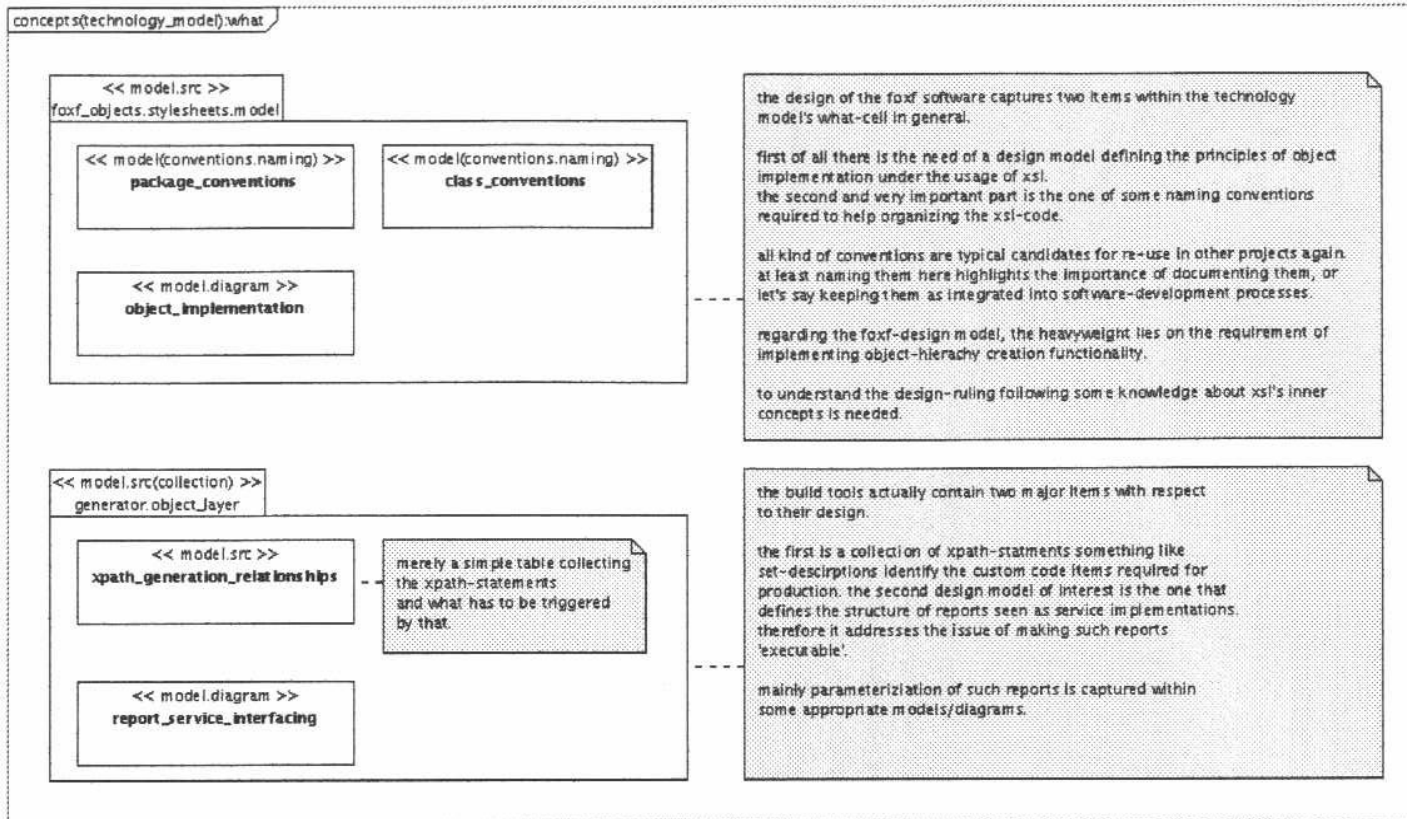 concepts(technology_model):what
<< model.src >>
foxf_objects.stylesheets.model
<< model(conventions.naming) >>
package_conventions
<< model(conventions.naming) >>
class_conventions
<< model.diagram >>
object_implementation
the design of the foxf software captures two items within the technology
model's what-cell in general.
first of all there is the need of a design model defining the principles of object
implementation under the usage of xsl.
the second and very important part is the one of some naming conventions
required to help organizing the xsl-code.
all kind of conventions are typical candidates for re-use in other projects again.
at least naming them here highlights the importance of documenting them, or
let's say keeping them as integrated into software-development processes.
regarding the foxf-design model, the heavyweight lies on the requirement of
implementing object-hierachy creation functionality.
to understand the design-ruling following some knowledge about xsl's inner
concepts is needed.
<< model.src(collection) >>
generator.object_layer
<< model.src >>
xpath_generation_relationships
merely a simple table collecting
the xpath-statements
and what has to be triggered
by that.
<< model.diagram >>
report_service_interfacing
the build tools actually contain two major items with respect
to their design.
the first is a collection of xpath-statments something like
set-descirptions identify the custom code items required for
production. the second design model of interest is the one that
defines the structure of reports seen as service implementations.
therefore it addresses the issue of making such reports
'executable'.
mainly parameteriziation of such reports is captured within
some appropriate models/diagrams.